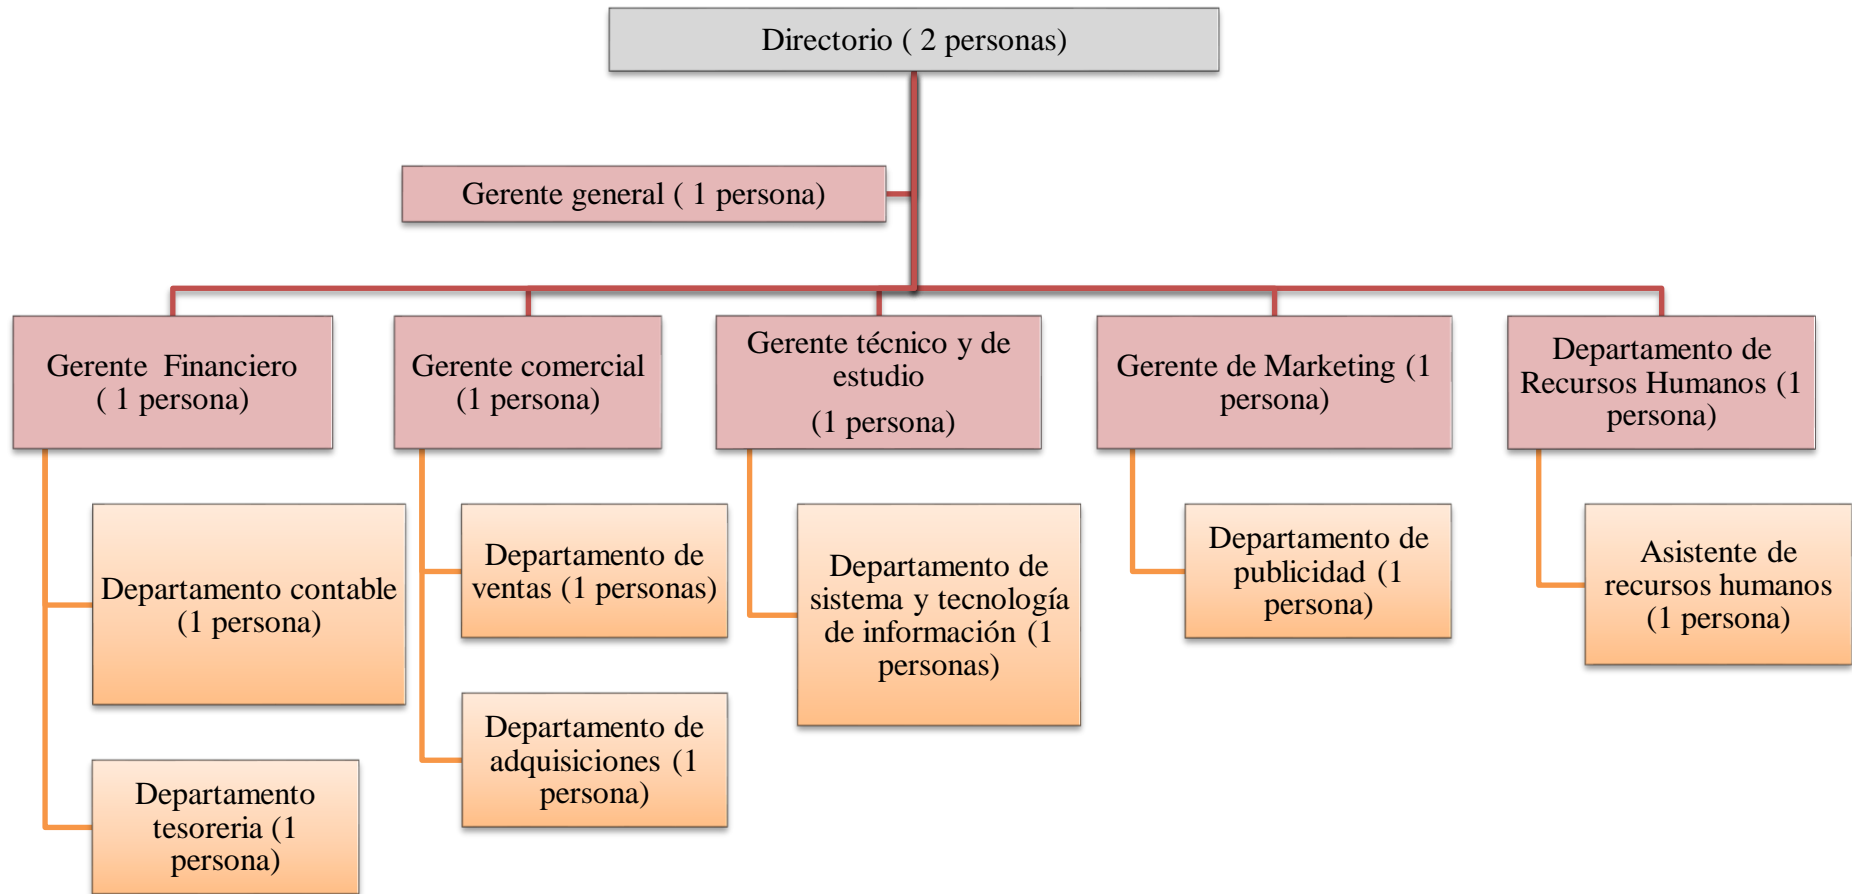 Directorio ( 2 personas)
Gerente general ( 1 persona)
Gerente  Financiero
( 1 persona)
Gerente comercial
(1 persona)
Gerente técnico y de
estudio
(1 persona)
Gerente de Marketing (1
persona)
Departamento de
Recursos Humanos (1
persona)
Departamento contable
(1 persona)
Departamento
tesoreria (1
persona)
Departamento de
ventas (1 personas)
Departamento de
adquisiciones (1
persona)
Departamento de
sistema y tecnología
de información (1
personas)
Departamento de
publicidad (1
persona)
Asistente de
recursos humanos
(1 persona)